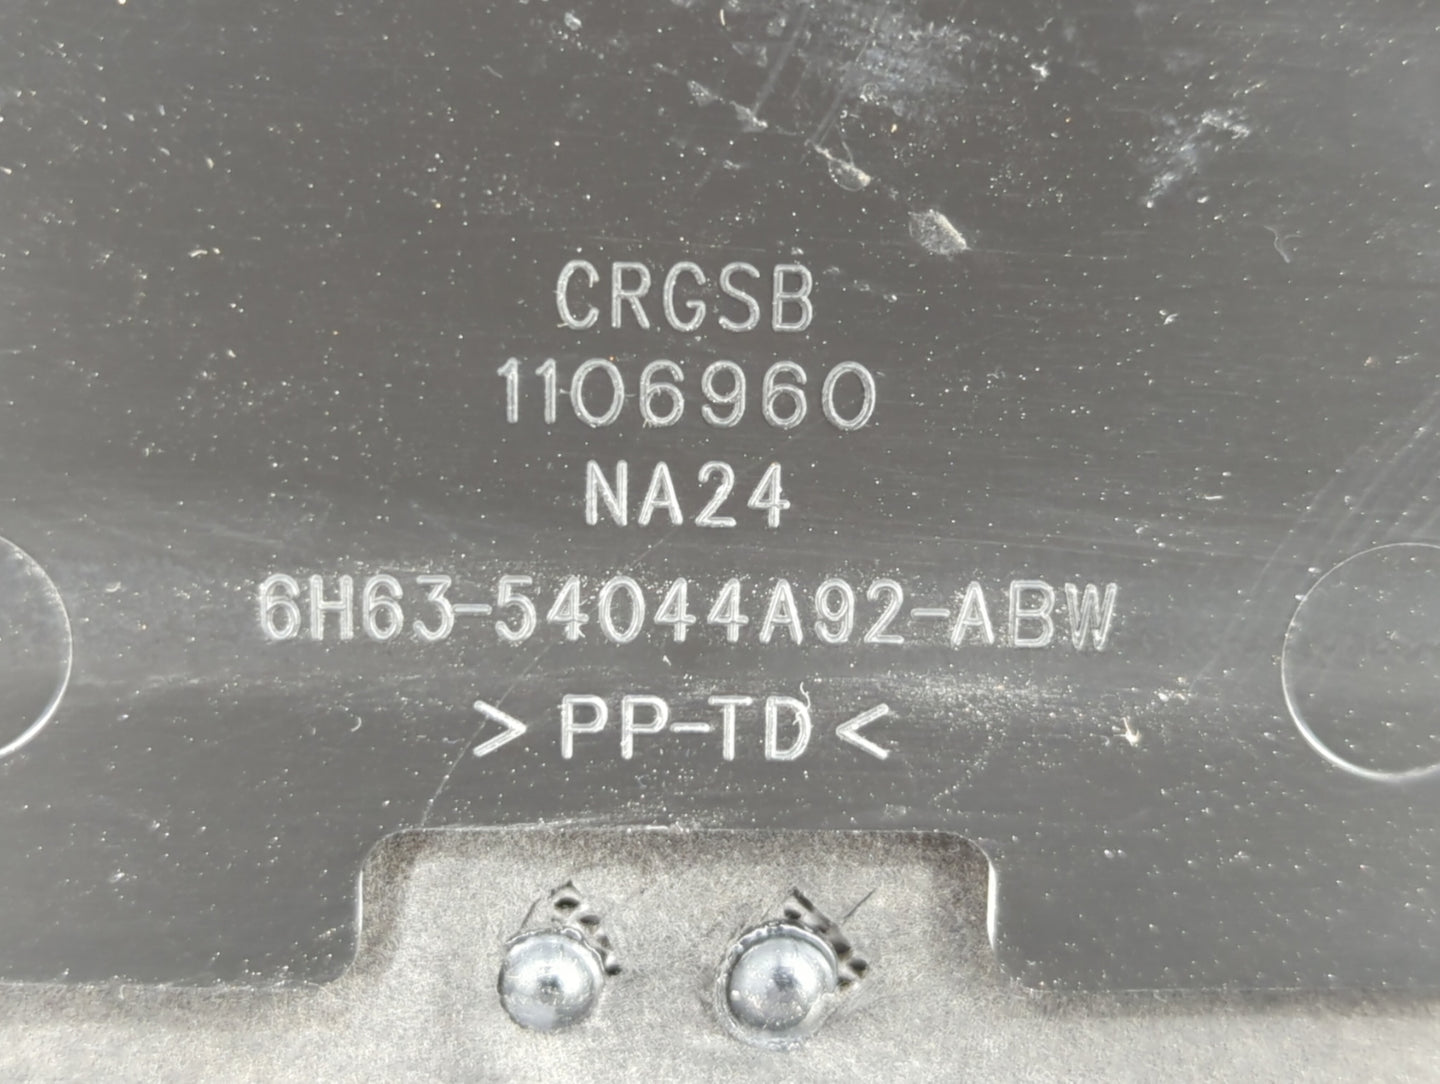 CRGSB
1106960
NA24
6H63-54044A92-ABW
> PP-TD <